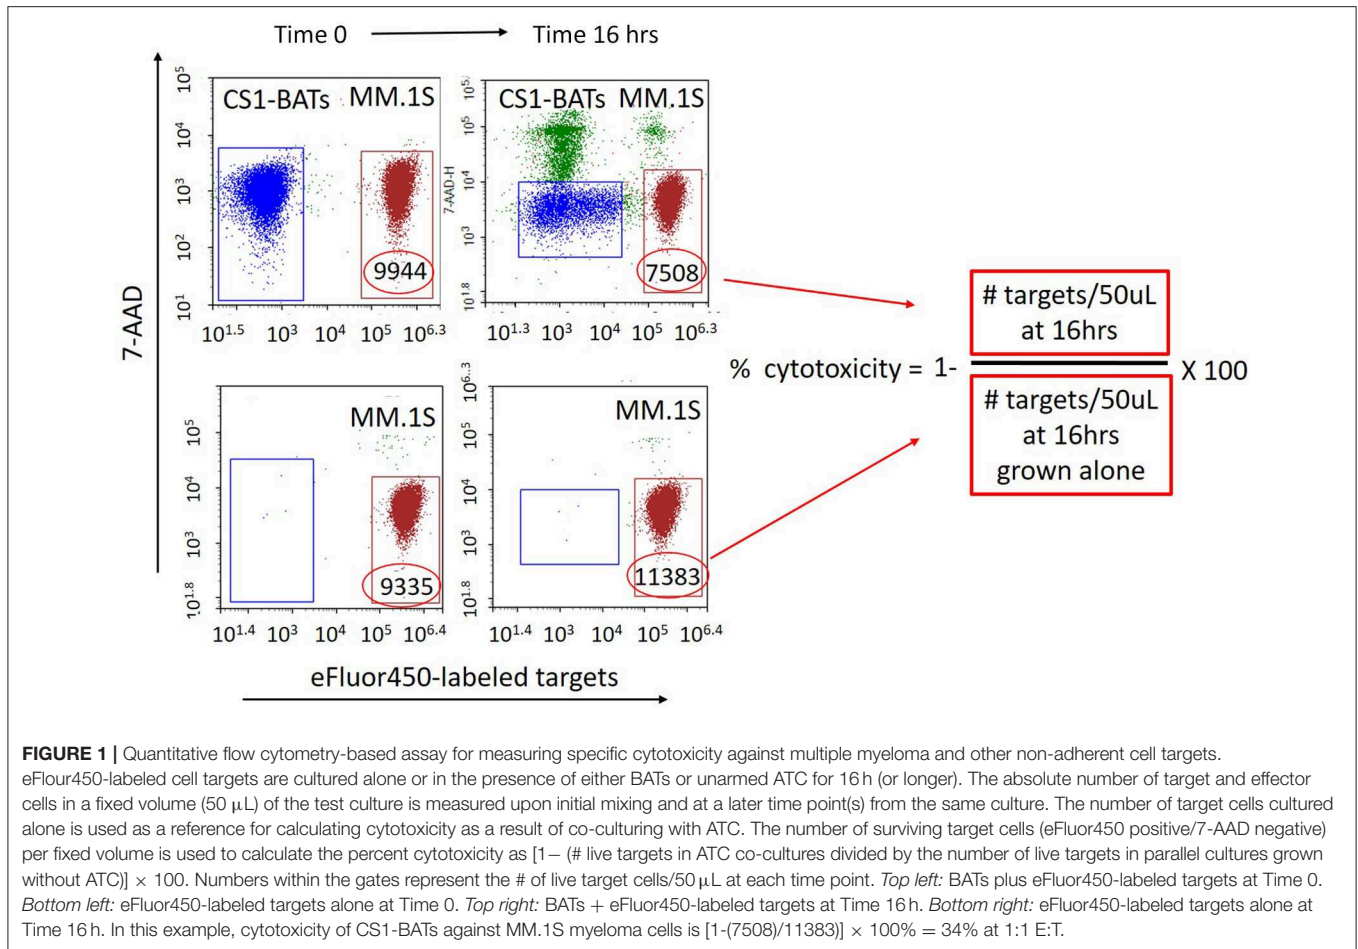 Time 0
Time 16 hrs
7-AAD
10^5
10^4
10^3
10^2
10^1
CS1-BATs MM.1S
9944
10^1.5 10^3 10^4 10^5 10^6.3
7-AAD-H
10^5.
10^5
10^4
10^3
10^1.8
CS1-BATs MM.1S
7508
10^1.3 10^3 10^4 10^5 10^6.3
10^5
10^4
10^3
10^1.8
MM.1S
9335
10^1.4 10^3 10^4 10^5 10^6.4
10^6..3
10^5
10^4
10^3
10^1.8
MM.1S
11383
10^1.4 10^3 10^4 10^5 10^6.4
eFluor450-labeled targets
% cytotoxicity = 1-
# targets/50uL
at 16hrs
# targets/50uL
at 16hrs
grown alone
X 100
FIGURE 1 | Quantitative flow cytometry-based assay for measuring specific cytotoxicity against multiple myeloma and other non-adherent cell targets.
eFlour450-labeled cell targets are cultured alone or in the presence of either BATs or unarmed ATC for 16 h (or longer). The absolute number of target and effector
cells in a fixed volume (50 μL) of the test culture is measured upon initial mixing and at a later time point(s) from the same culture. The number of target cells cultured
alone is used as a reference for calculating cytotoxicity as a result of co-culturing with ATC. The number of surviving target cells (eFluor450 positive/7-AAD negative)
per fixed volume is used to calculate the percent cytotoxicity as [1− (# live targets in ATC co-cultures divided by the number of live targets in parallel cultures grown
without ATC)] × 100. Numbers within the gates represent the # of live target cells/50 μL at each time point. Top left: BATs plus eFluor450-labeled targets at Time 0.
Bottom left: eFluor450-labeled targets alone at Time 0. Top right: BATs + eFluor450-labeled targets at Time 16 h. Bottom right: eFluor450-labeled targets alone at
Time 16 h. In this example, cytotoxicity of CS1-BATs against MM.1S myeloma cells is [1-(7508)/11383)] × 100% = 34% at 1:1 E:T.